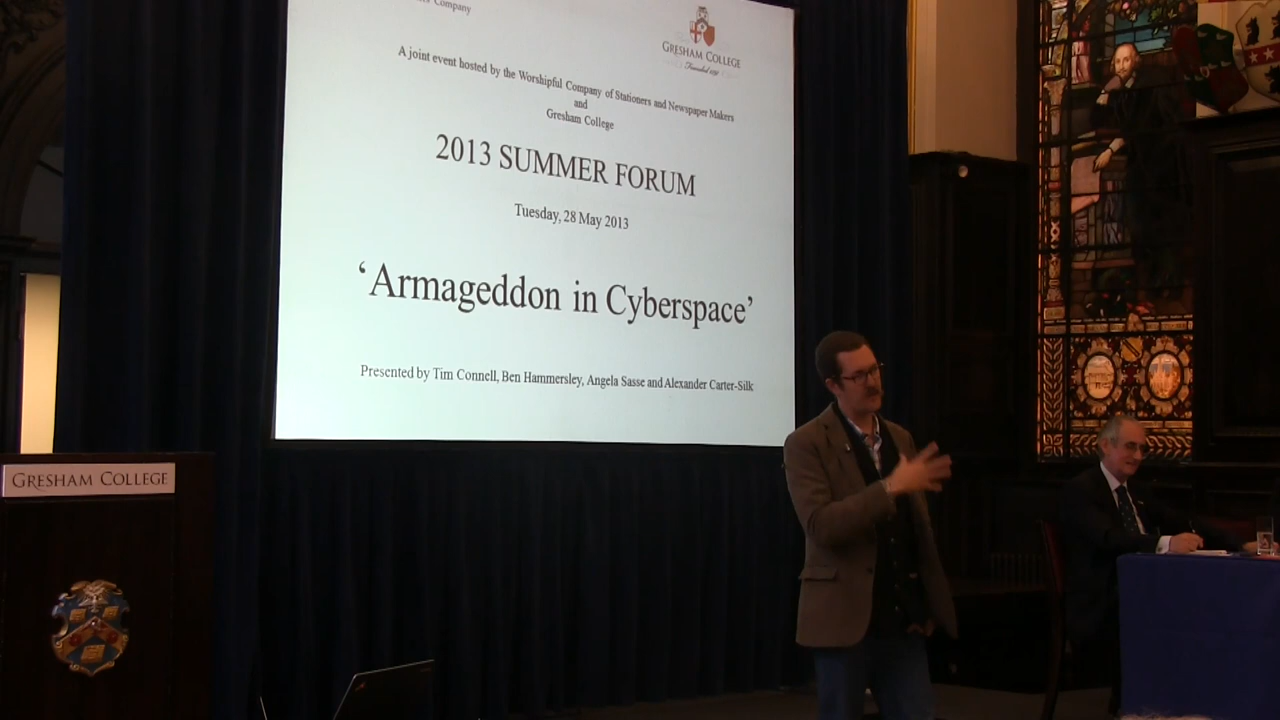 Company
GRESHAM COLLEGE
A joint event hosted by the Worshipful Company of Stationers and Newspaper Makers
and
Gresham College
2013 SUMMER FORUM
Tuesday, 28 May 2013
‘Armageddon in Cyberspace’
Presented by Tim Connell, Ben Hammersley, Angela Sasse and Alexander Carter-Silk
GRESHAM COLLEGE